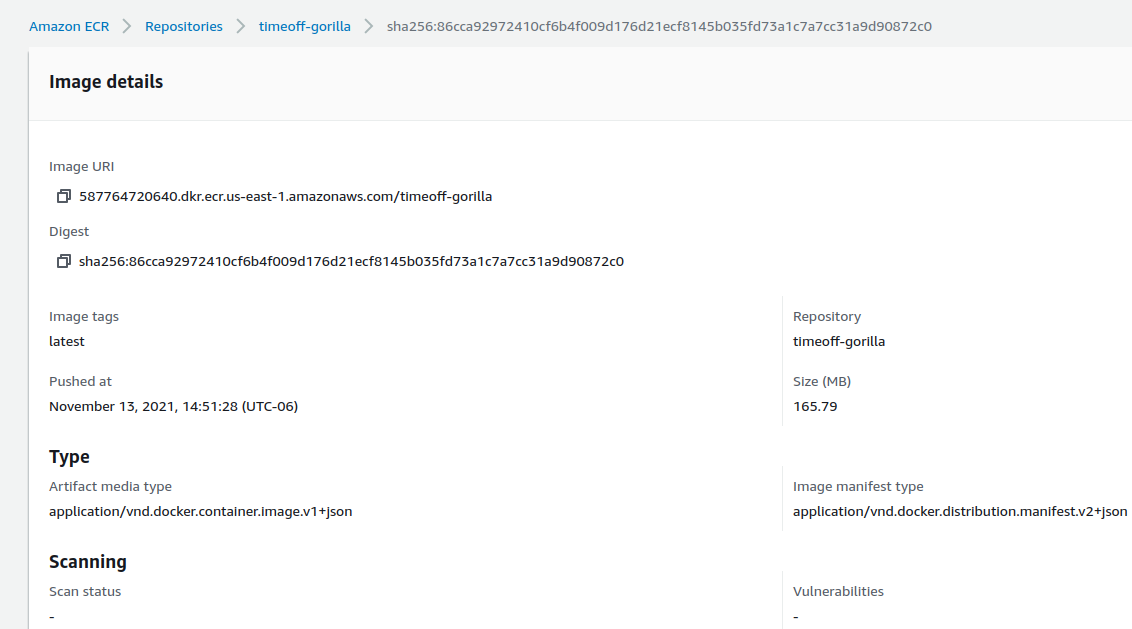 Amazon ECR > Repositories > timeoff-gorilla > sha256:86cca92972410cf6b4f009d176d21ecf8145b035fd73a1c7a7cc31a9d90872c0
Image details
Image URI
587764720640.dkr.ecr.us-east-1.amazonaws.com/timeoff-gorilla
Digest
sha256:86cca92972410cf6b4f009d176d21ecf8145b035fd73a1c7a7cc31a9d90872c0
Image tags
latest
Repository
timeoff-gorilla
Pushed at
November 13, 2021, 14:51:28 (UTC-06)
Size (MB)
165.79
Type
Artifact media type
application/vnd.docker.container.image.v1+json
Image manifest type
application/vnd.docker.distribution.manifest.v2+json
Scanning
Scan status
-
Vulnerabilities
-